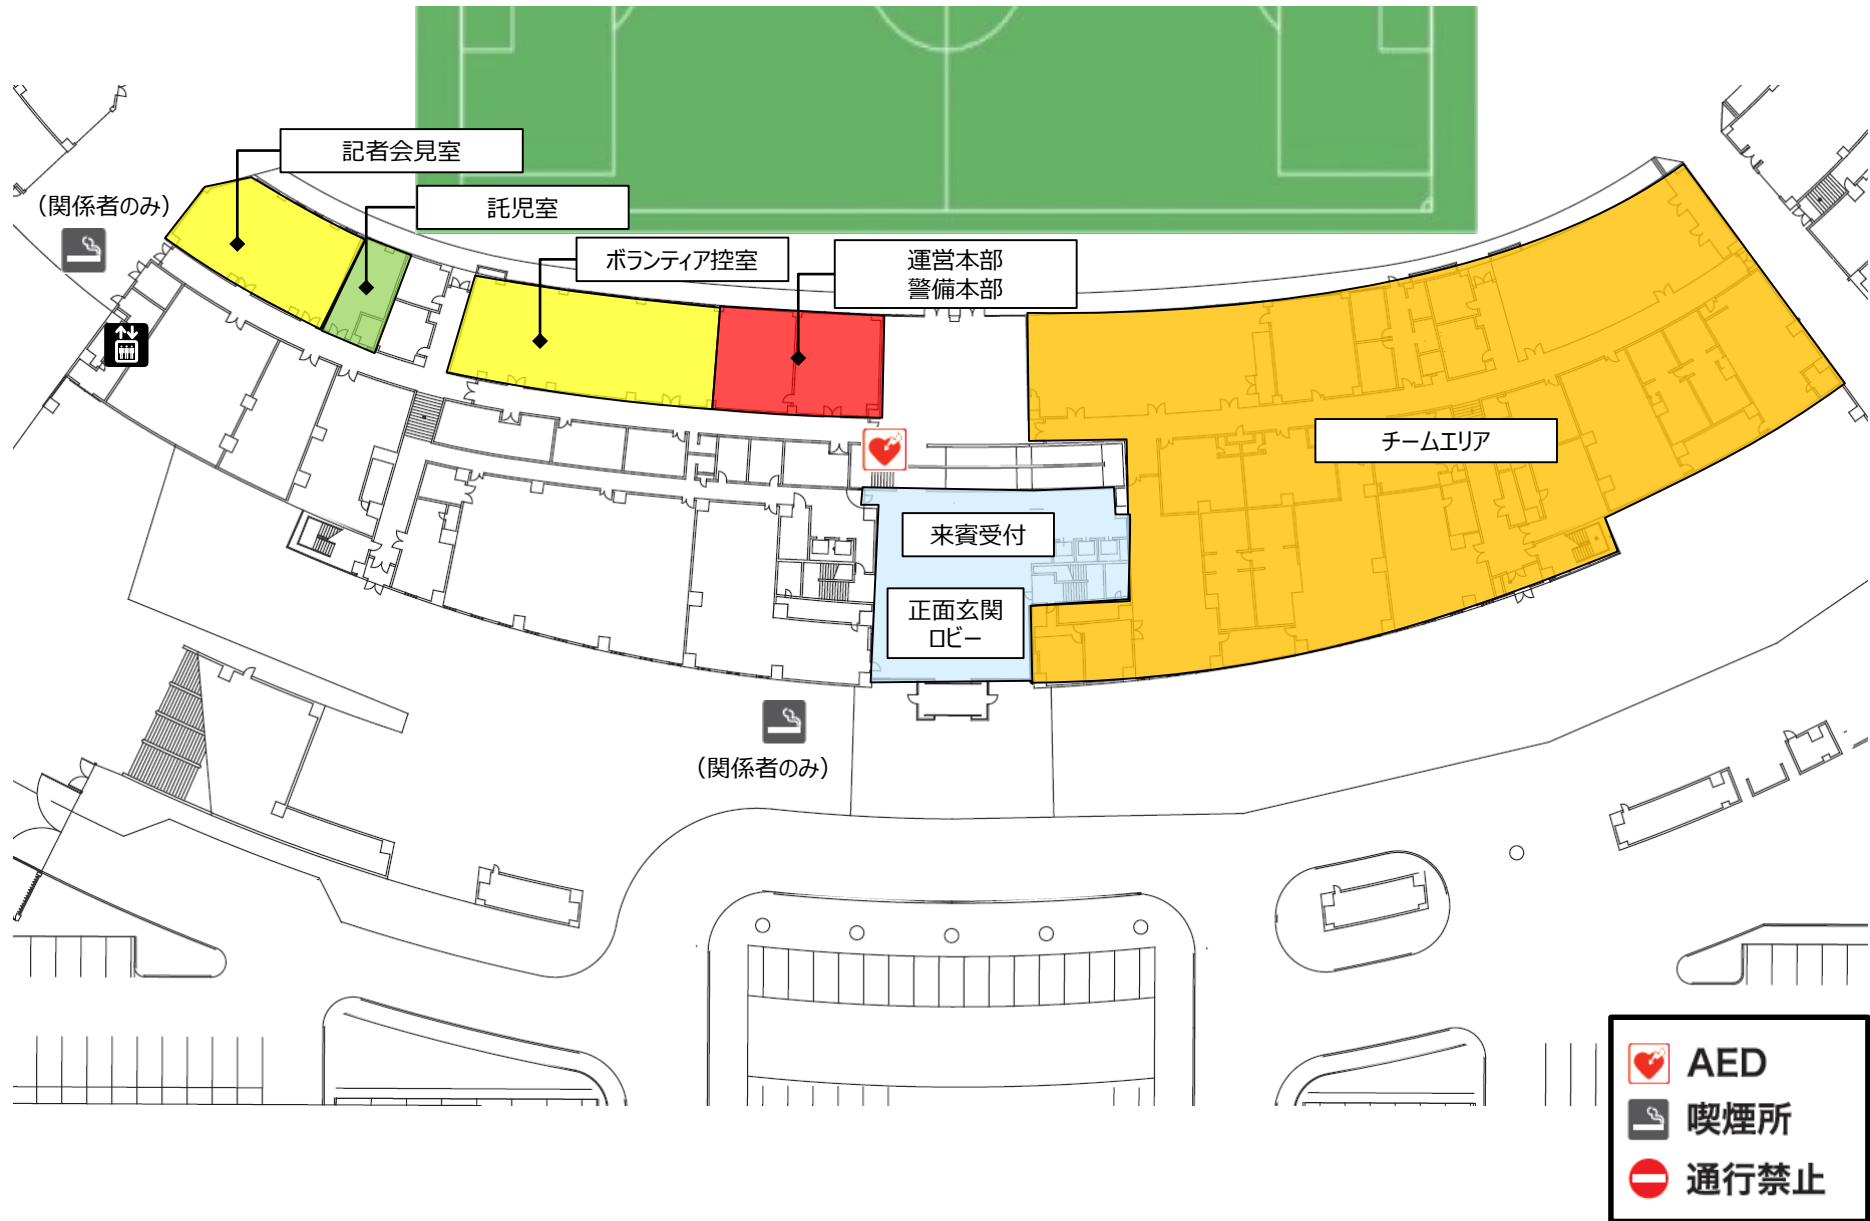 記者会見室
(関係者のみ)
託児室
ボランティア控室
運営本部
警備本部
チームエリア
来賓受付
正面玄関
ロビー
(関係者のみ)
AED
喫煙所
通行禁止